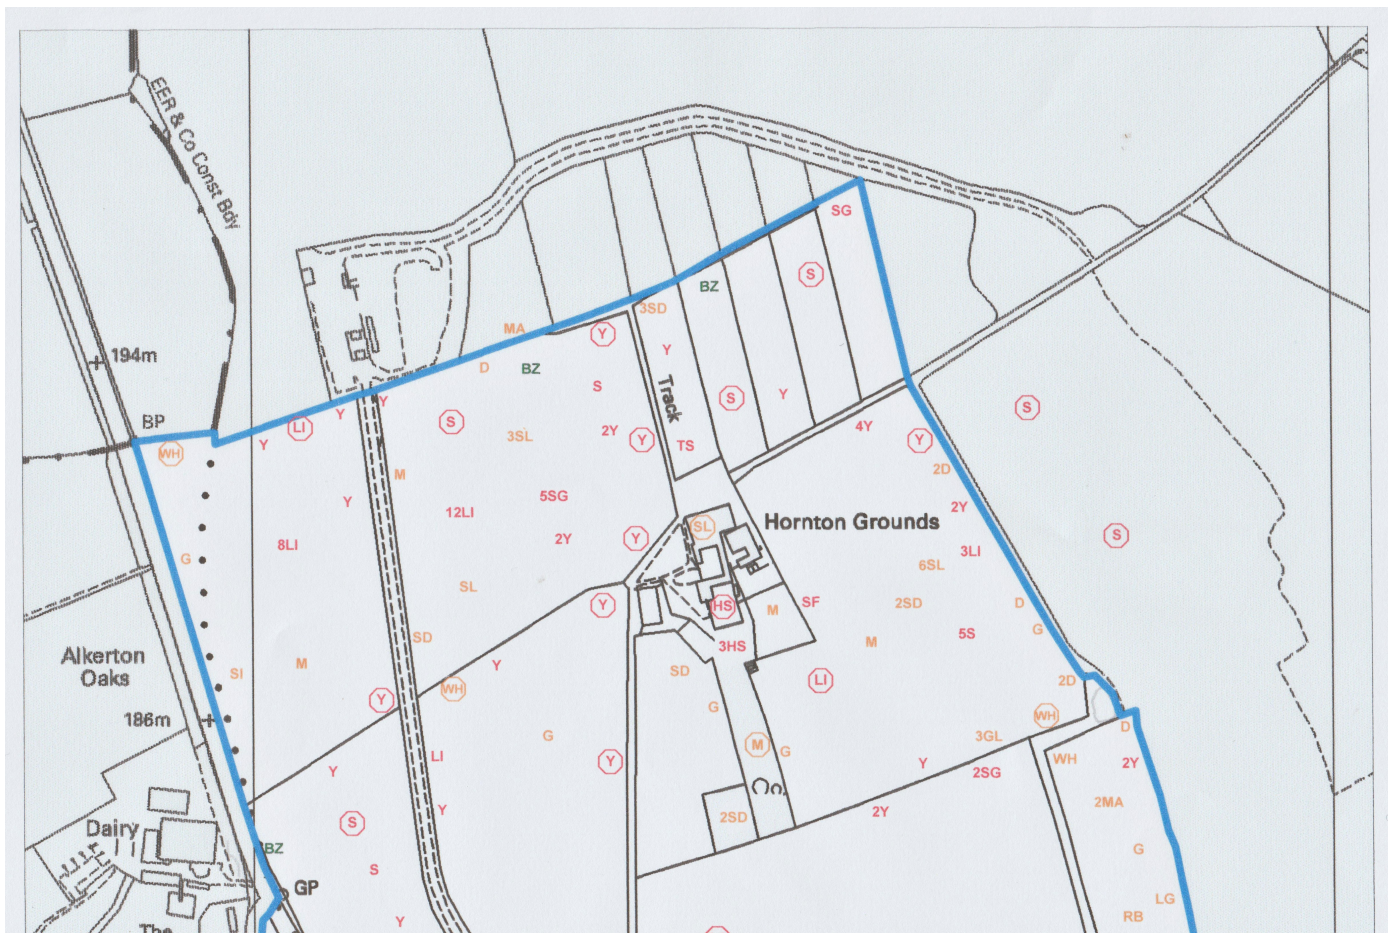 EER & Co Const Bdy
SG
S
BZ
3SD
MA
Y
194m
Y
D
BZ
S
Track
S
Y
S
Y
Y
BP
LI
S
Y
3SL
2Y
Y
TS
4Y
Y
WH
M
2D
Y
12LI
5SG
2Y
8LI
2Y
Y
SL
Hornton Grounds
3LI
S
G
SL
6SL
Y
HS
M
SF
2SD
D
SD
3HS
M
5S
G
Alkerton
Oaks
SI
M
Y
WH
Y
SD
LI
2D
186m
G
G
WH
M
G
3GL
D
LI
Y
Y
Y
2SG
WH
2Y
Dairy
S
Y
2SD
2Y
2MA
BZ
S
G
GP
LG
Y
RB
The